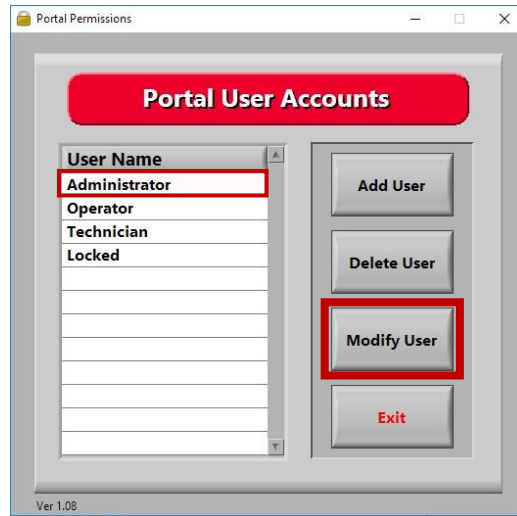 Portal Permissions
Portal User Accounts
User Name
Administrator
Operator
Technician
Locked
Add User
Delete User
Modify User
Exit
Ver 1.08